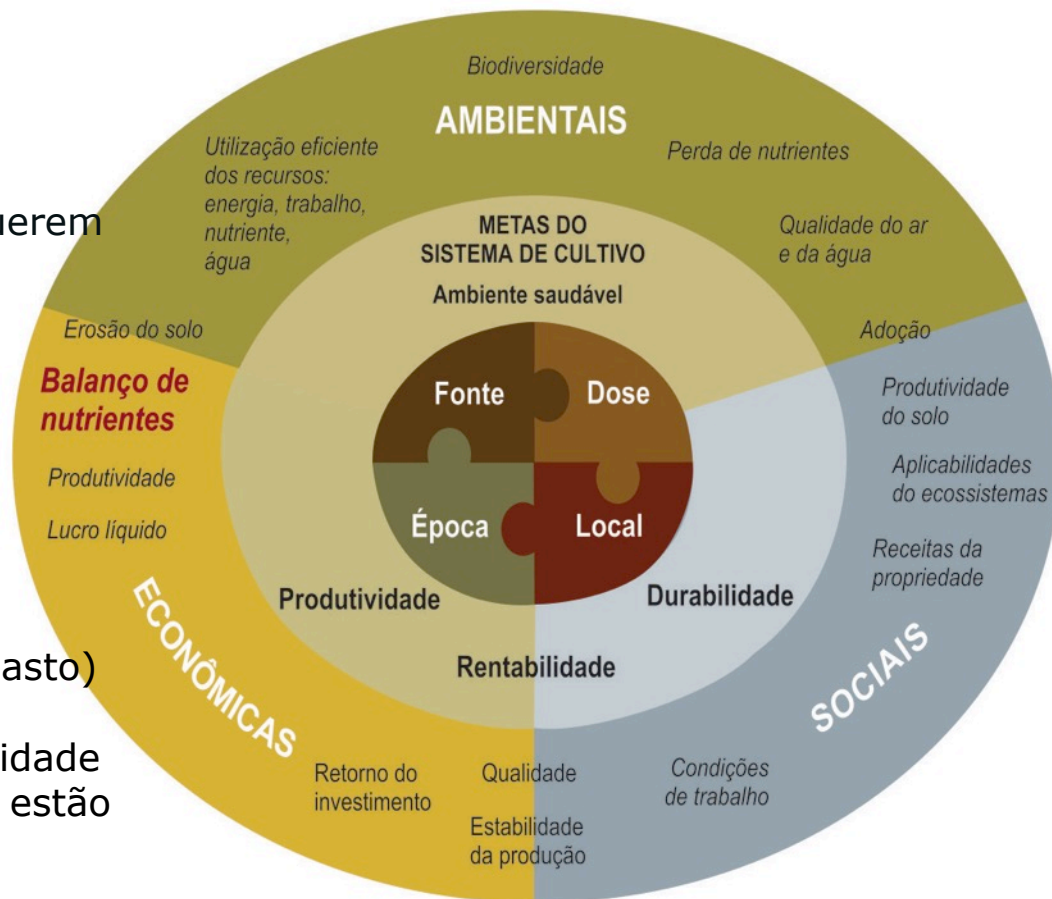 Biodiversidade
AMBIENTAIS
Utilização eficiente
dos recursos:
energia, trabalho,
nutriente,
água
Perda de nutrientes
Qualidade do ar
e da água
uerem
METAS DO
SISTEMA DE CULTIVO
Ambiente saudável
Erosão do solo
Adoção
Balanço de
nutrientes
Produtividade
Lucro líquido
Fonte
Dose
Época
Local
Produtividade
do solo
Aplicabilidades
do ecossistemas
Receitas da
propriedade
Produtividade
Durabilidade
Rentabilidade
ECONÔMICAS
SOCIAIS
asto)
idade
estão
Retorno do
investimento
Qualidade
Estabilidade
da produção
Condições
de trabalho